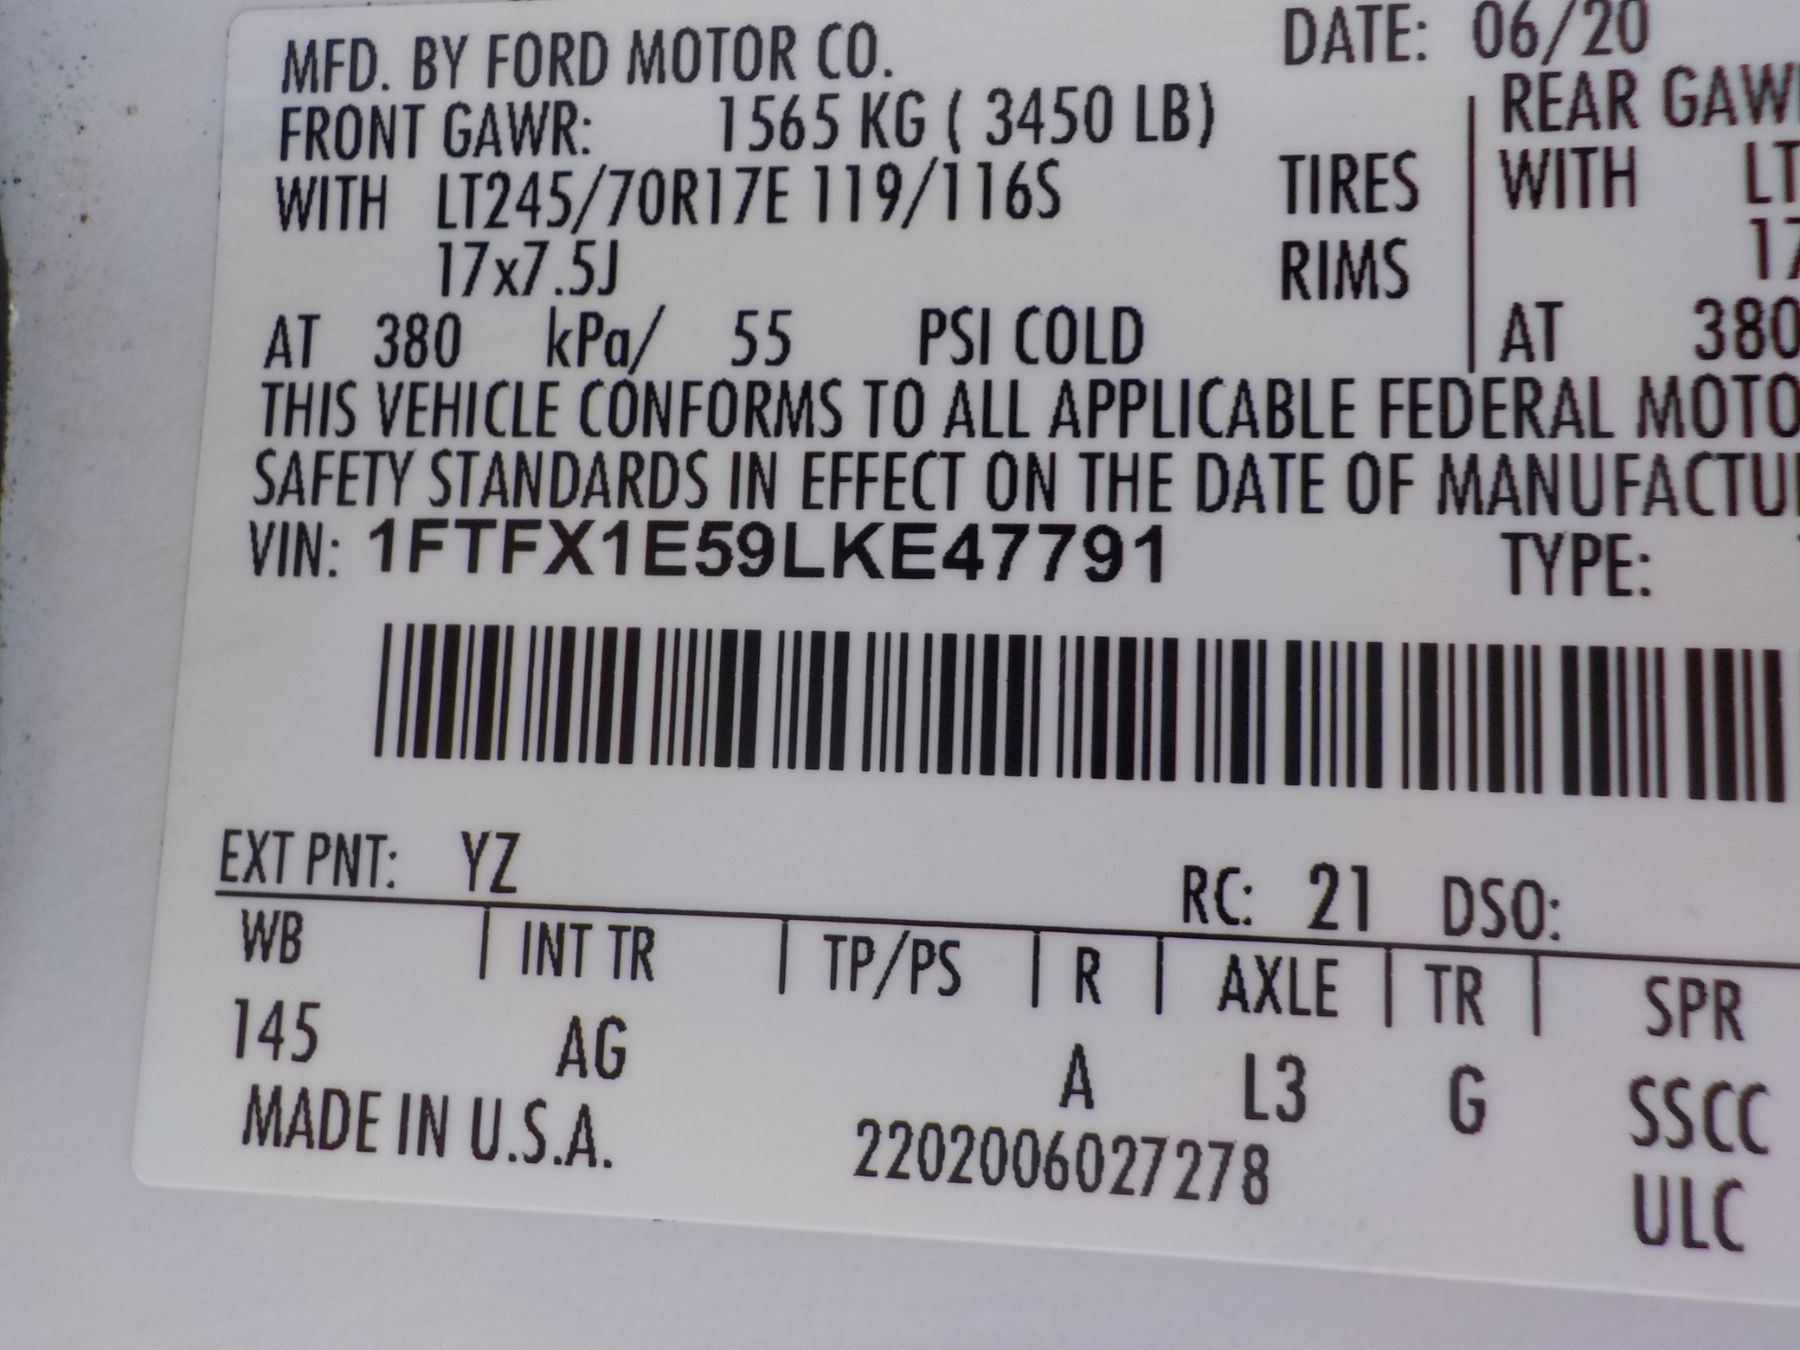 MFD. BY FORD MOTOR CO. DATE: 06/20
FRONT GAWR: 1565 KG ( 3450 LB) REAR GAW
WITH LT245/70R17E 119/116S TIRES WITH LT
17x7.5J RIMS 17
AT 380 kPa/ 55 PSI COLD AT 380
THIS VEHICLE CONFORMS TO ALL APPLICABLE FEDERAL MOTO
SAFETY STANDARDS IN EFFECT ON THE DATE OF MANUFACTU
VIN: 1FTFX1E59LKE47791 TYPE:
EXT PNT: YZ RC: 21 DSO:
WB INT TR TP/PS R AXLE TR SPR
145 AG A L3 G SSCC
MADE IN U.S.A. 2202006027278 ULC